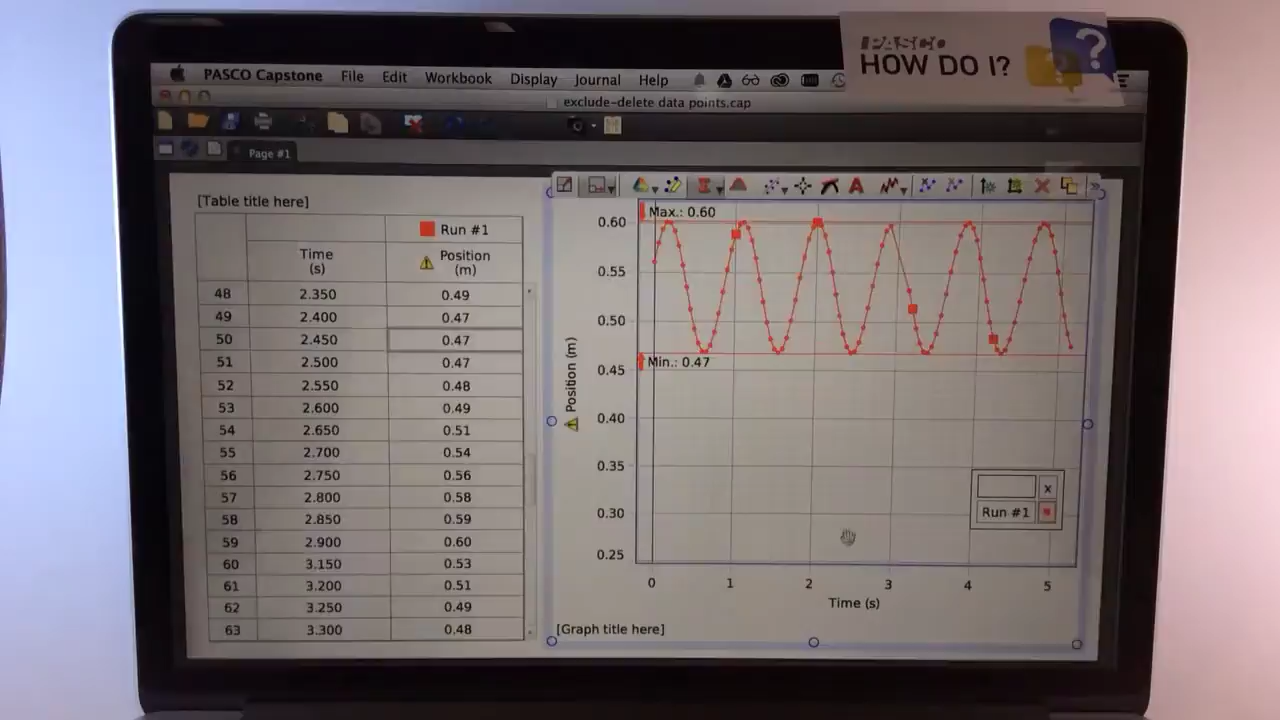 PASCO
HOW DO I?
PASCO Capstone File Edit Workbook Display Journal Help
exclude-delete data points.cap
Page #1
[Table title here]
Run #1
Time
(s)
Position
(m)
48 2.350 0.49
49 2.400 0.47
50 2.450 0.47
51 2.500 0.47
52 2.550 0.48
53 2.600 0.49
54 2.650 0.51
55 2.700 0.54
56 2.750 0.56
57 2.800 0.58
58 2.850 0.59
59 2.900 0.60
60 3.150 0.53
61 3.200 0.51
62 3.250 0.49
63 3.300 0.48
Max.: 0.60
Min.: 0.47
0.60
0.55
0.50
0.45
0.40
0.35
0.30
0.25
Position (m)
x
Run #1
0 1 2 3 4 5
Time (s)
[Graph title here]